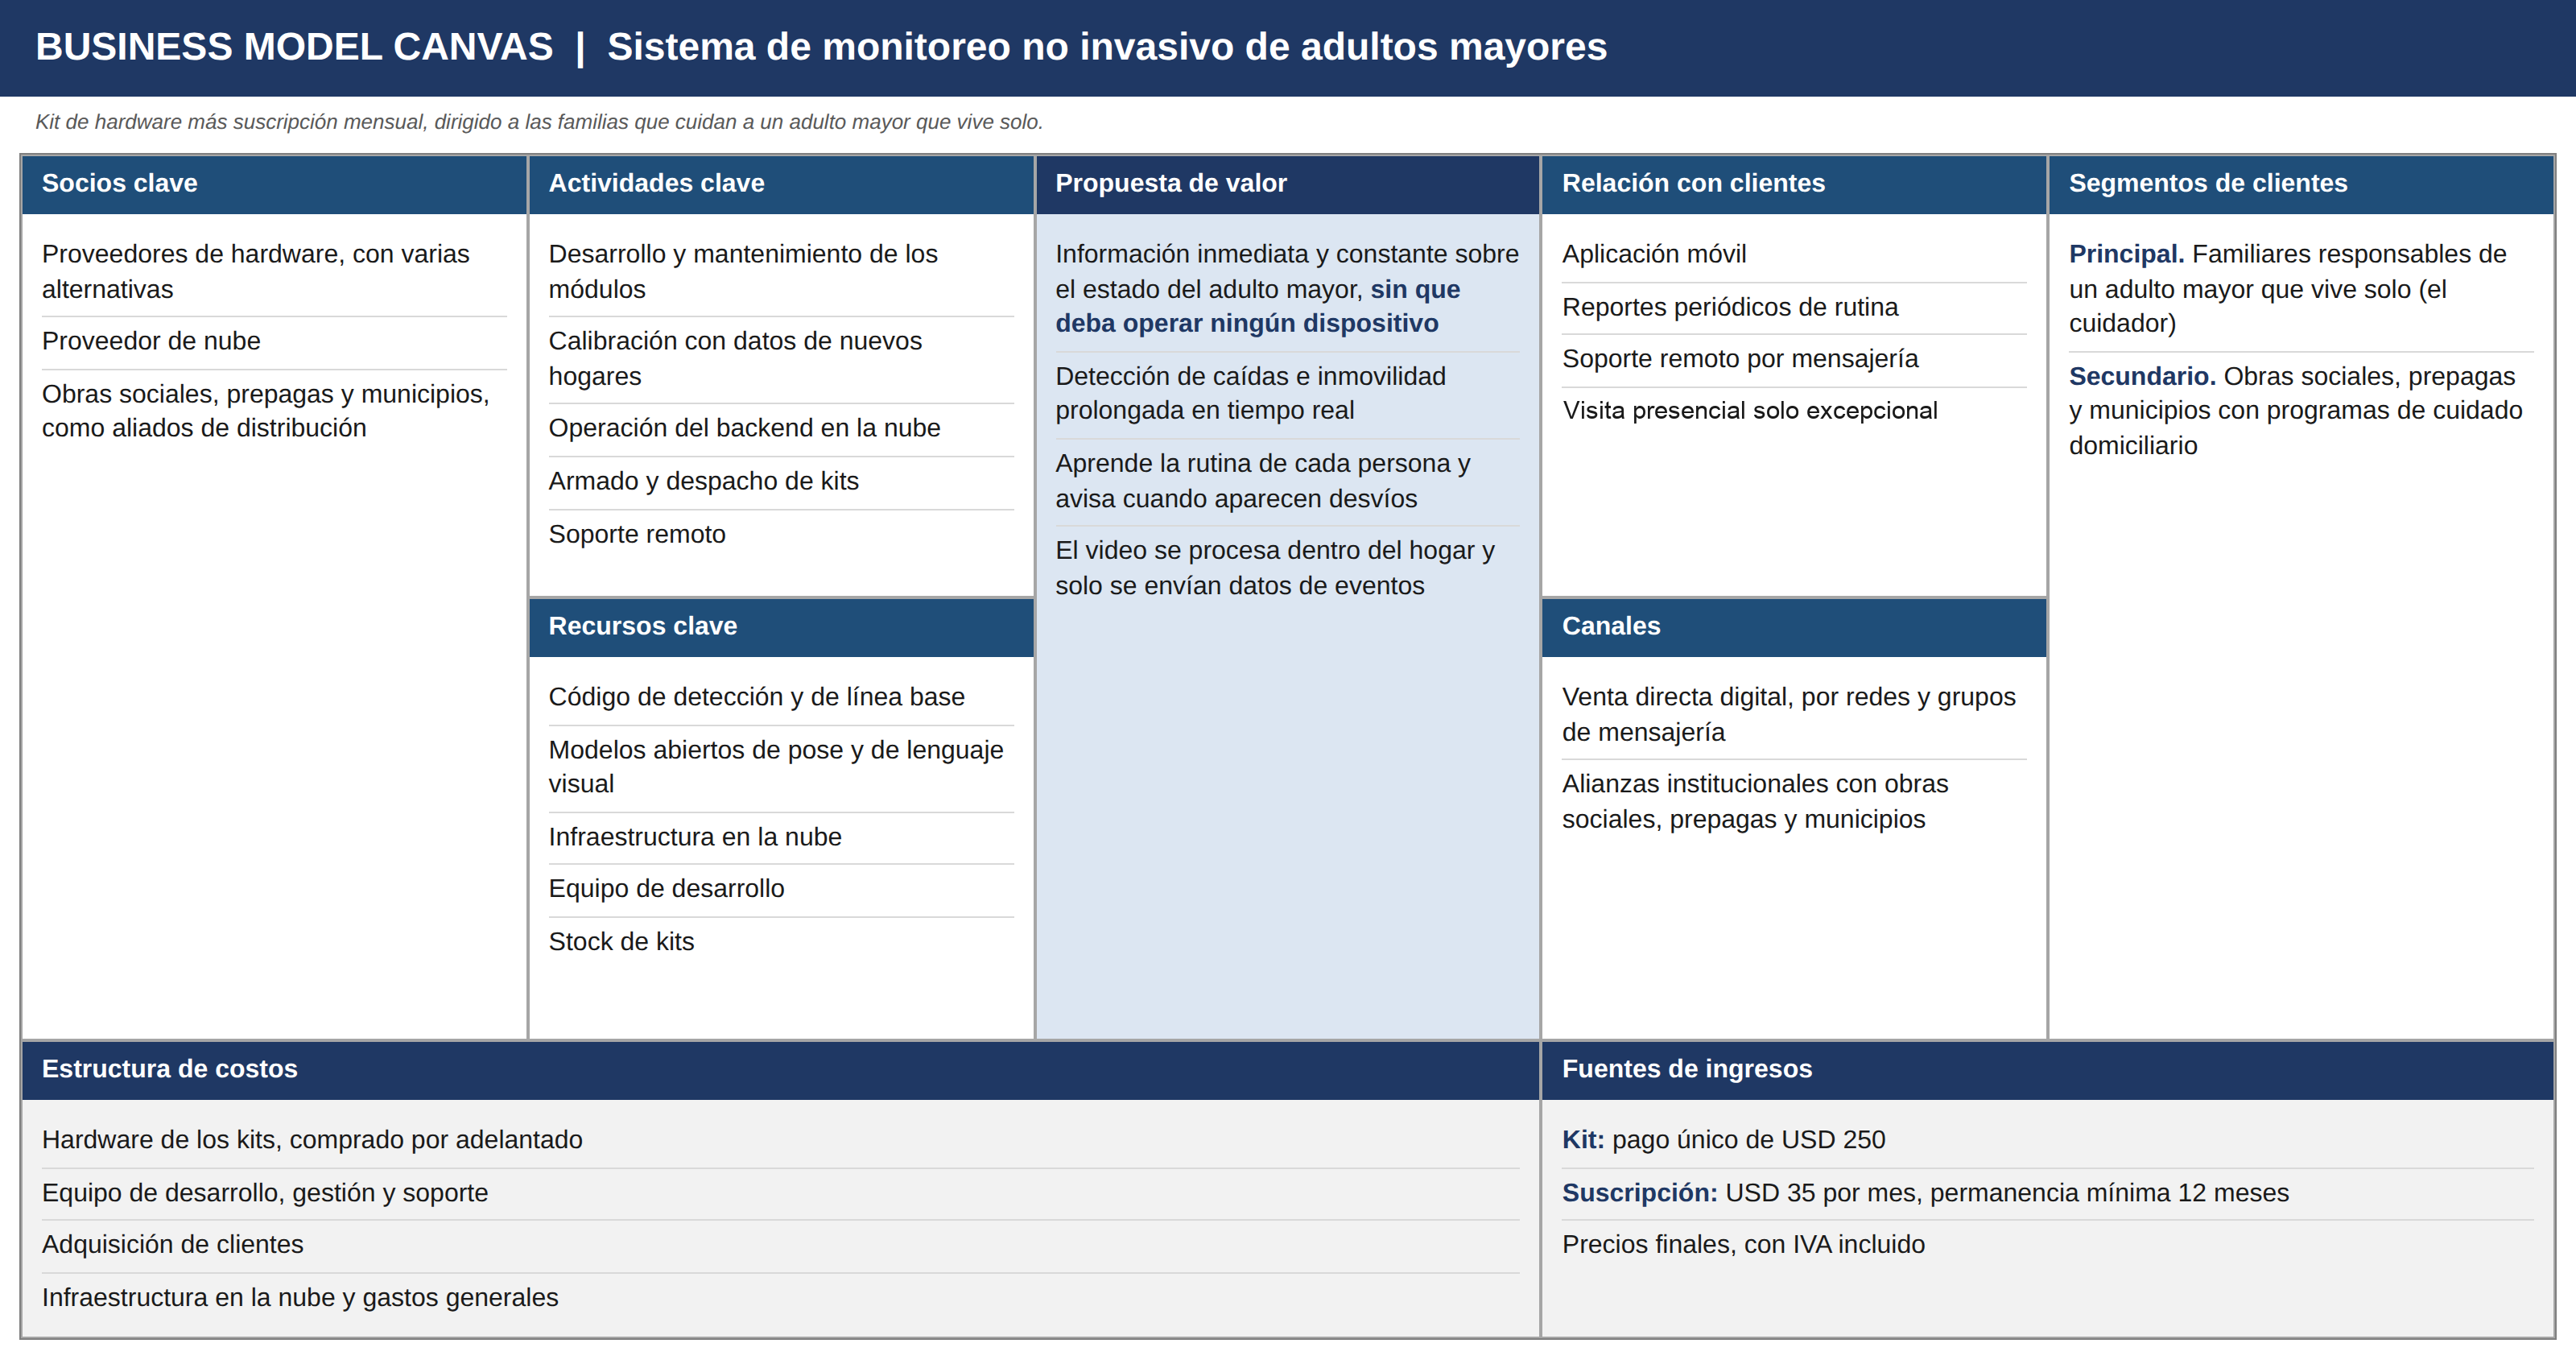 BUSINESS MODEL CANVAS | Sistema de monitoreo no invasivo de adultos mayores
Kit de hardware más suscripción mensual, dirigido a las familias que cuidan a un adulto mayor que vive solo.
Socios clave
Proveedores de hardware, con varias
alternativas
Proveedor de nube
Obras sociales, prepagas y municipios,
como aliados de distribución
Actividades clave
Desarrollo y mantenimiento de los
módulos
Calibración con datos de nuevos
hogares
Operación del backend en la nube
Armado y despacho de kits
Soporte remoto
Recursos clave
Código de detección y de línea base
Modelos abiertos de pose y de lenguaje
visual
Infraestructura en la nube
Equipo de desarrollo
Stock de kits
Propuesta de valor
Información inmediata y constante sobre
el estado del adulto mayor, sin que
deba operar ningún dispositivo
Detección de caídas e inmovilidad
prolongada en tiempo real
Aprende la rutina de cada persona y
avisa cuando aparecen desvíos
El video se procesa dentro del hogar y
solo se envían datos de eventos
Relación con clientes
Aplicación móvil
Reportes periódicos de rutina
Soporte remoto por mensajería
Visita presencial solo excepcional
Canales
Venta directa digital, por redes y grupos
de mensajería
Alianzas institucionales con obras
sociales, prepagas y municipios
Segmentos de clientes
Principal. Familiares responsables de
un adulto mayor que vive solo (el
cuidador)
Secundario. Obras sociales, prepagas
y municipios con programas de cuidado
domiciliario
Estructura de costos
Hardware de los kits, comprado por adelantado
Equipo de desarrollo, gestión y soporte
Adquisición de clientes
Infraestructura en la nube y gastos generales
Fuentes de ingresos
Kit: pago único de USD 250
Suscripción: USD 35 por mes, permanencia mínima 12 meses
Precios finales, con IVA incluido